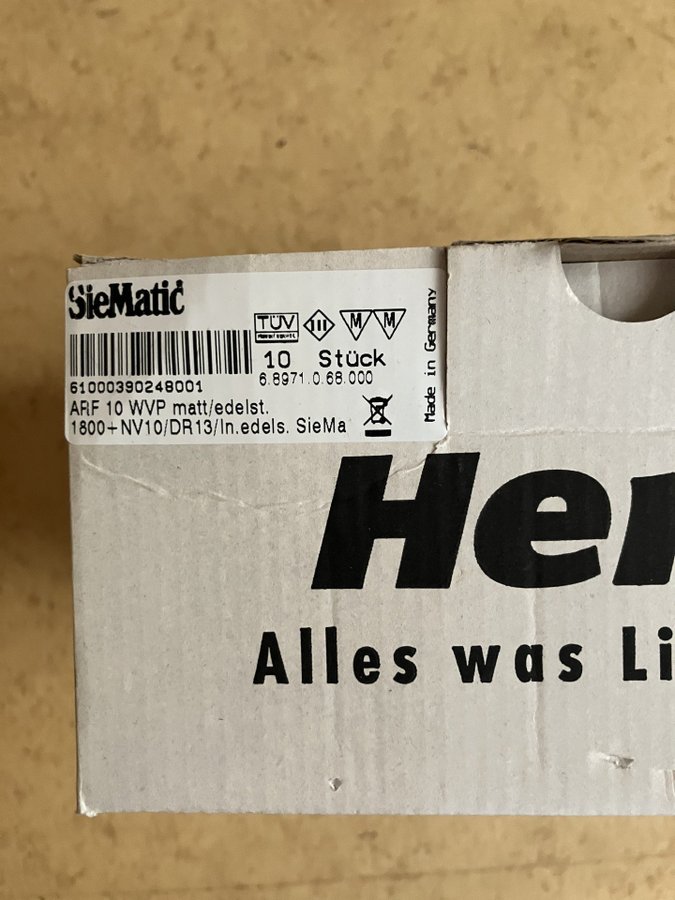 SieMatic
TÜV
III
M M
10 Stück
6.8971.0.68.000
61000390248001
ARF 10 WVP matt/edelst.
1800+NV10/DR13/In.edels. SieMa
Made in Germany
Her
Alles was Li